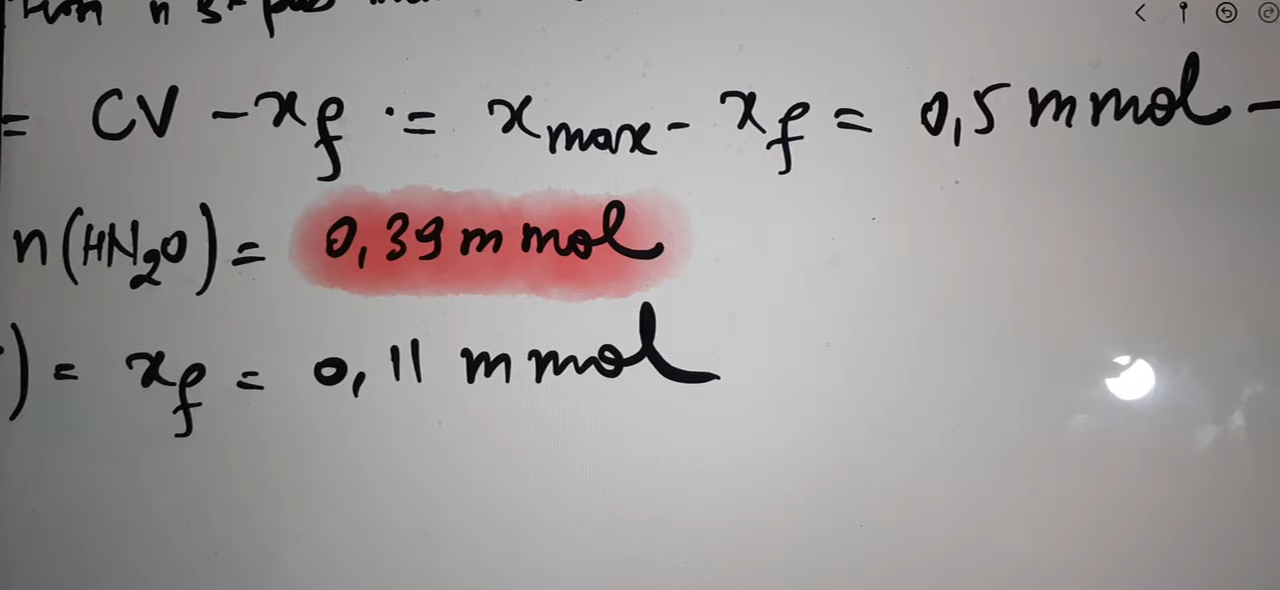 = CV - xf = xmax - xf = 0,5 mmol -
n(HN₂O) = 0,39 mmol
) = xf = 0,11 mmol